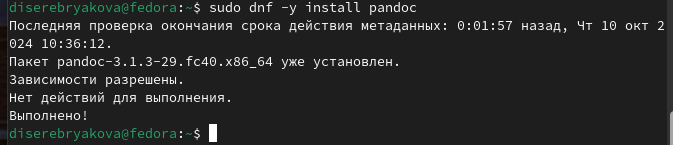 diserebryakova@fedora:~$ sudo dnf -y install pandoc
Последняя проверка окончания срока действия метаданных: 0:01:57 назад, Чт 10 окт 2
024 10:36:12.
Пакет pandoc-3.1.3-29.fc40.x86_64 уже установлен.
Зависимости разрешены.
Нет действий для выполнения.
Выполнено!
diserebryakova@fedora:~$